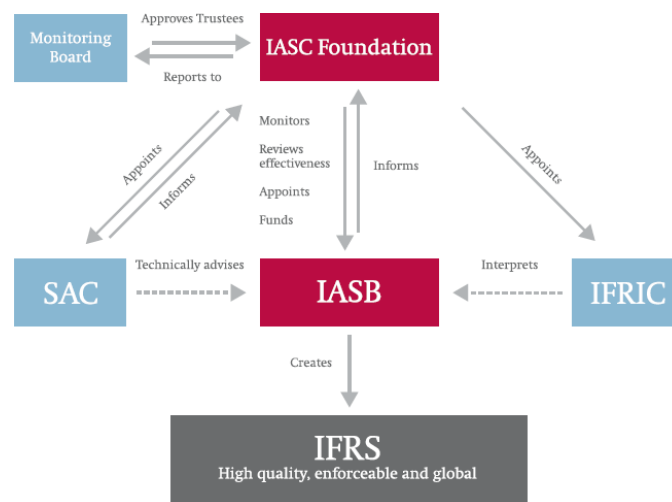 Monitoring
Board
Approves Trustees
Reports to
IASC Foundation
Appoints
Informs
Monitors
Reviews
effectiveness
Appoints
Funds
Informs
Appoints
SAC
Technically advises
IASB
Interprets
IFRIC
Creates
IFRS
High quality, enforceable and global